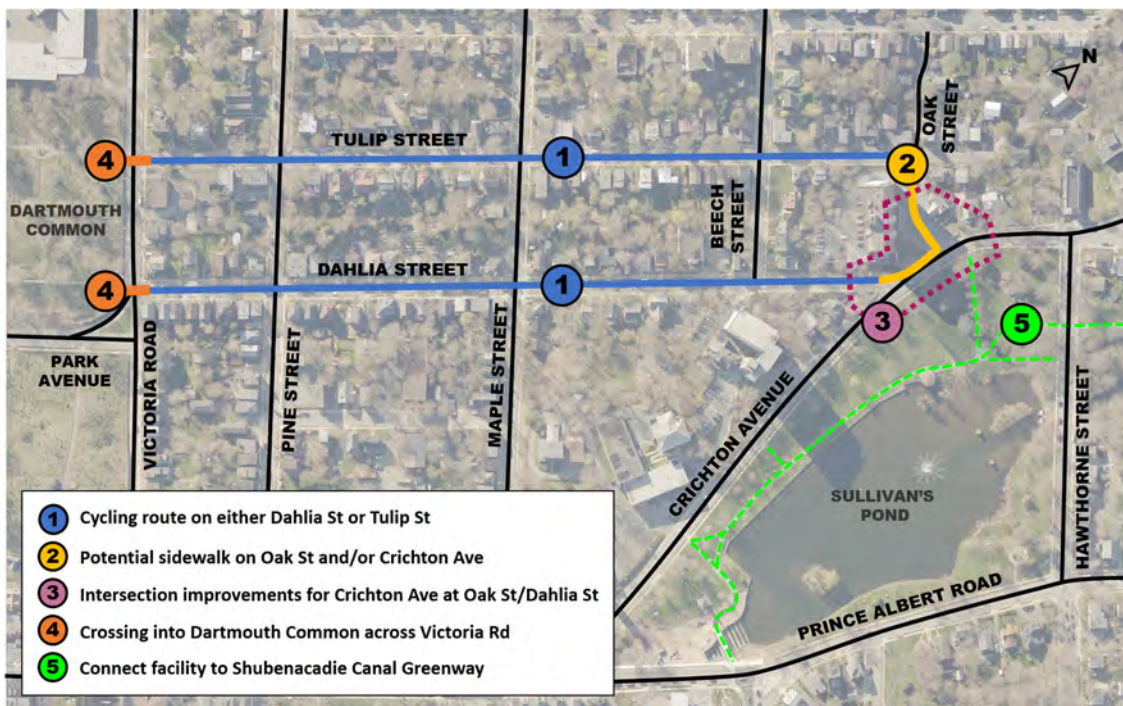 N
OAK
STREET
4
TULIP STREET
1
2
DARTMOUTH
COMMON
BEECH
STREET
4
DAHLIA STREET
1
3
5
PARK
AVENUE
VICTORIA ROAD
PINE STREET
MAPLE STREET
CRICHTON AVENUE
HAWTHORNE STREET
SULLIVAN'S
POND
PRINCE ALBERT ROAD
1 Cycling route on either Dahlia St or Tulip St
2 Potential sidewalk on Oak St and/or Crichton Ave
3 Intersection improvements for Crichton Ave at Oak St/Dahlia St
4 Crossing into Dartmouth Common across Victoria Rd
5 Connect facility to Shubenacadie Canal Greenway